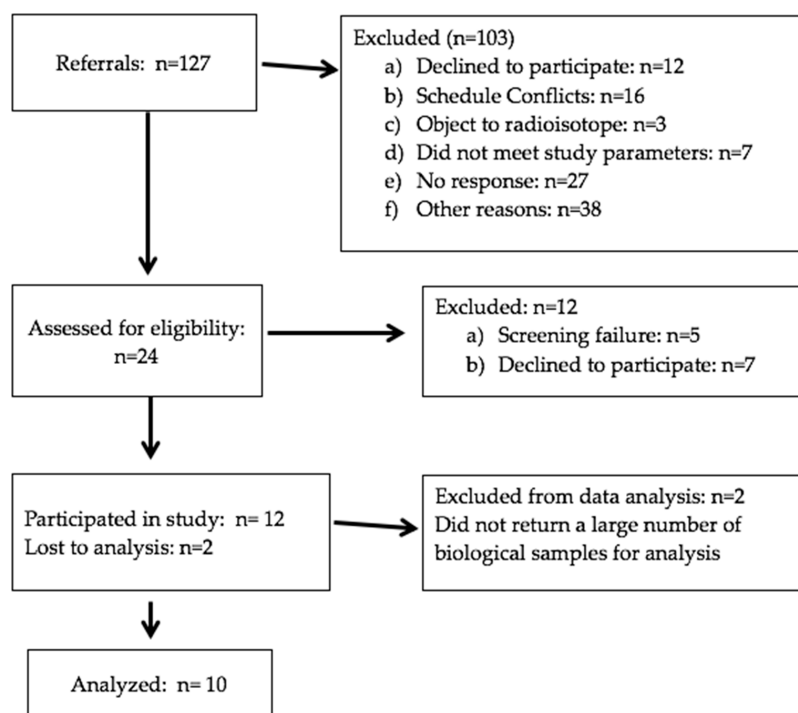 Referrals: n=127
Excluded (n=103)
a) Declined to participate: n=12
b) Schedule Conflicts: n=16
c) Object to radioisotope: n=3
d) Did not meet study parameters: n=7
e) No response: n=27
f) Other reasons: n=38
Assessed for eligibility:
n=24
Excluded: n=12
a) Screening failure: n=5
b) Declined to participate: n=7
Participated in study: n= 12
Lost to analysis: n=2
Excluded from data analysis: n=2
Did not return a large number of
biological samples for analysis
Analyzed: n= 10